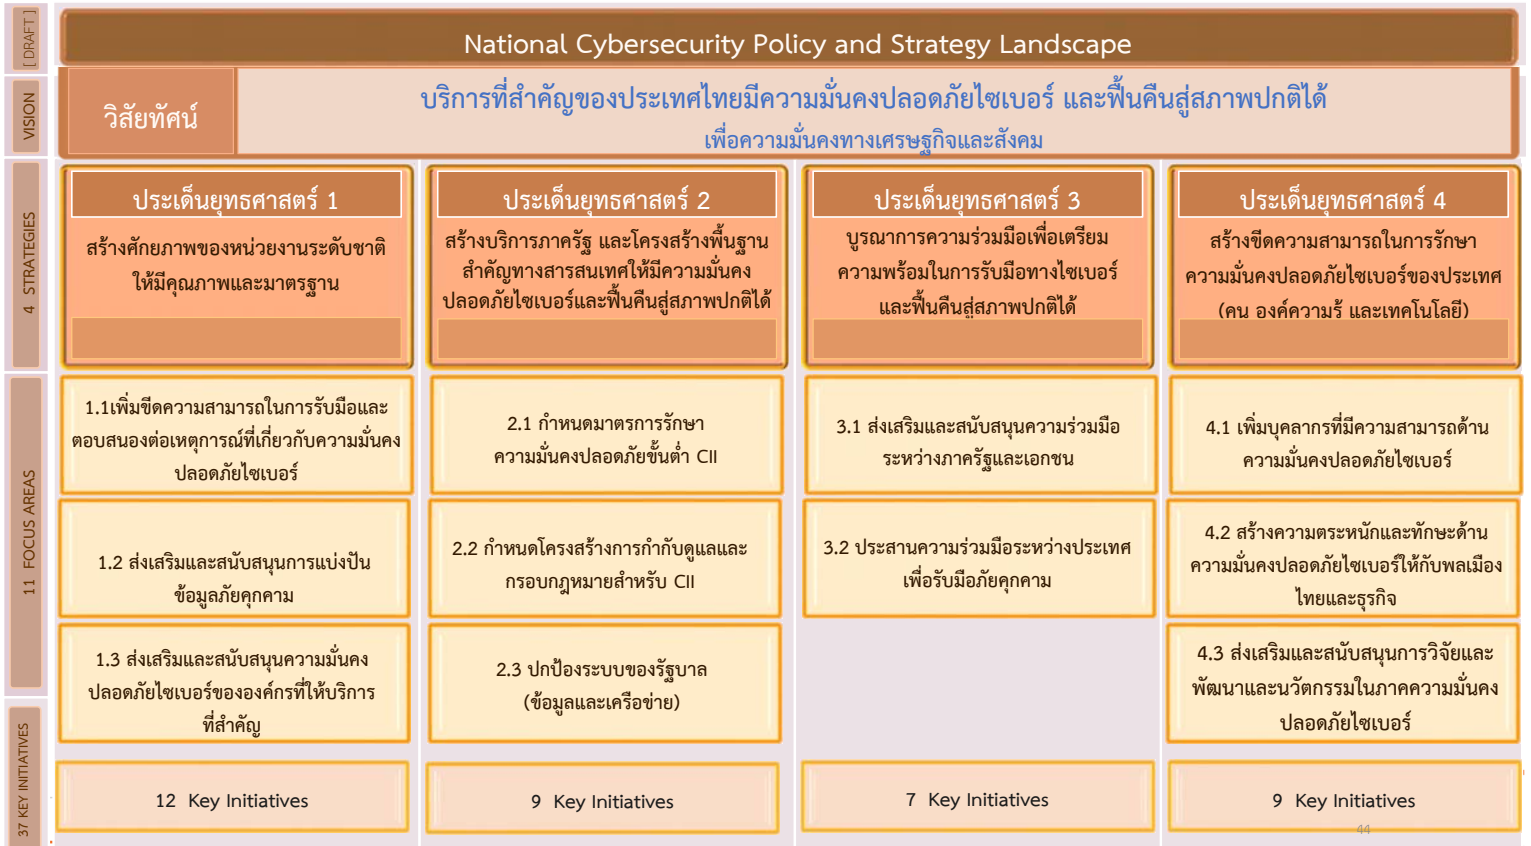 [ DRAFT ]
National Cybersecurity Policy and Strategy Landscape
VISION
วิสัยทัศน์
บริการที่สำคัญของประเทศไทยมีความมั่นคงปลอดภัยไซเบอร์ และฟื้นคืนสู่สภาพปกติได้
เพื่อความมั่นคงทางเศรษฐกิจและสังคม
4 STRATEGIES
ประเด็นยุทธศาสตร์ 1
สร้างศักยภาพของหน่วยงานระดับชาติ
ให้มีคุณภาพและมาตรฐาน
ประเด็นยุทธศาสตร์ 2
สร้างบริการภาครัฐ และโครงสร้างพื้นฐาน
สำคัญทางสารสนเทศให้มีความมั่นคง
ปลอดภัยไซเบอร์และฟื้นคืนสู่สภาพปกติได้
ประเด็นยุทธศาสตร์ 3
บูรณาการความร่วมมือเพื่อเตรียม
ความพร้อมในการรับมือทางไซเบอร์
และฟื้นคืนสู่สภาพปกติได้
ประเด็นยุทธศาสตร์ 4
สร้างขีดความสามารถในการรักษา
ความมั่นคงปลอดภัยไซเบอร์ของประเทศ
(คน องค์ความรู้ และเทคโนโลยี)
11 FOCUS AREAS
1.1เพิ่มขีดความสามารถในการรับมือและ
ตอบสนองต่อเหตุการณ์ที่เกี่ยวกับความมั่นคง
ปลอดภัยไซเบอร์
2.1 กำหนดมาตรการรักษา
ความมั่นคงปลอดภัยขั้นต่ำ CII
3.1 ส่งเสริมและสนับสนุนความร่วมมือ
ระหว่างภาครัฐและเอกชน
4.1 เพิ่มบุคลากรที่มีความสามารถด้าน
ความมั่นคงปลอดภัยไซเบอร์
1.2 ส่งเสริมและสนับสนุนการแบ่งปัน
ข้อมูลภัยคุกคาม
2.2 กำหนดโครงสร้างการกำกับดูแลและ
กรอบกฎหมายสำหรับ CII
3.2 ประสานความร่วมมือระหว่างประเทศ
เพื่อรับมือภัยคุกคาม
4.2 สร้างความตระหนักและทักษะด้าน
ความมั่นคงปลอดภัยไซเบอร์ให้กับพลเมือง
ไทยและธุรกิจ
1.3 ส่งเสริมและสนับสนุนความมั่นคง
ปลอดภัยไซเบอร์ขององค์กรที่ให้บริการ
ที่สำคัญ
2.3 ปกป้องระบบของรัฐบาล
(ข้อมูลและเครือข่าย)
4.3 ส่งเสริมและสนับสนุนการวิจัยและ
พัฒนาและนวัตกรรมในภาคความมั่นคง
ปลอดภัยไซเบอร์
37 KEY INITIATIVES
12 Key Initiatives
9 Key Initiatives
7 Key Initiatives
9 Key Initiatives
44